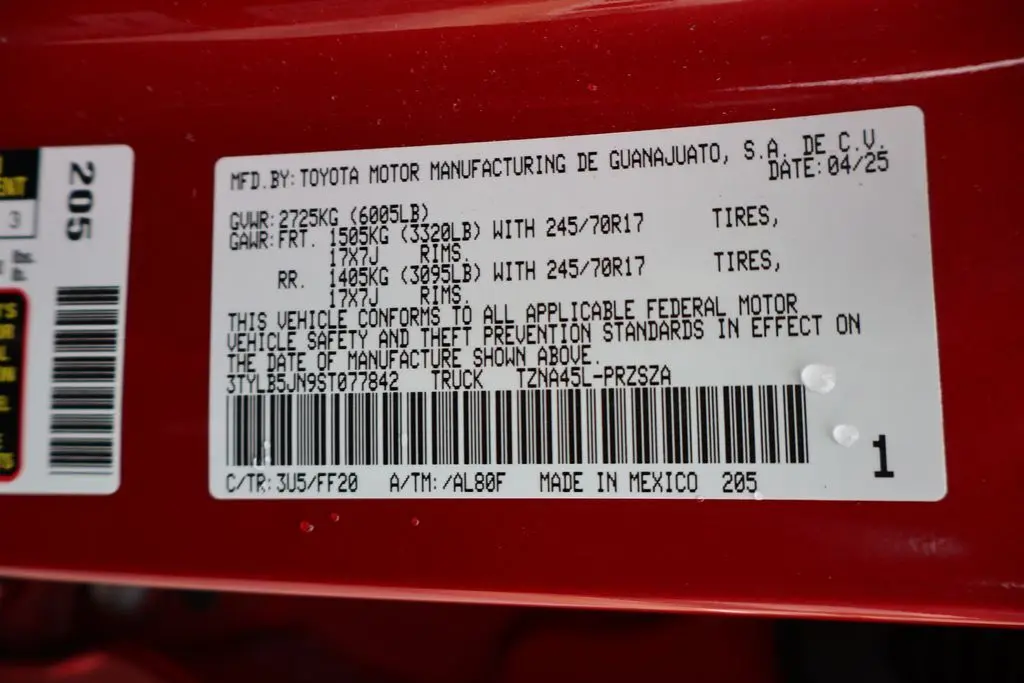 205
3
lbs.
MFD.BY:TOYOTA MOTOR MANUFACTURING DE GUANAJUATO, S.A. DE C.V.
DATE:04/25
GVWR:2725KG (6005LB)
GAWR:FRT. 1505KG (3320LB) WITH 245/70R17 TIRES,
17X7J RIMS.
RR. 1405KG (3095LB) WITH 245/70R17 TIRES,
17X7J RIMS.
THIS VEHICLE CONFORMS TO ALL APPLICABLE FEDERAL MOTOR
VEHICLE SAFETY AND THEFT PREVENTION STANDARDS IN EFFECT ON
THE DATE OF MANUFACTURE SHOWN ABOVE.
3TYLB5JN9ST077842 TRUCK TZNA45L-PRZSZA
C/TR:3U5/FF20 A/TM:/AL80F MADE IN MEXICO 205
1